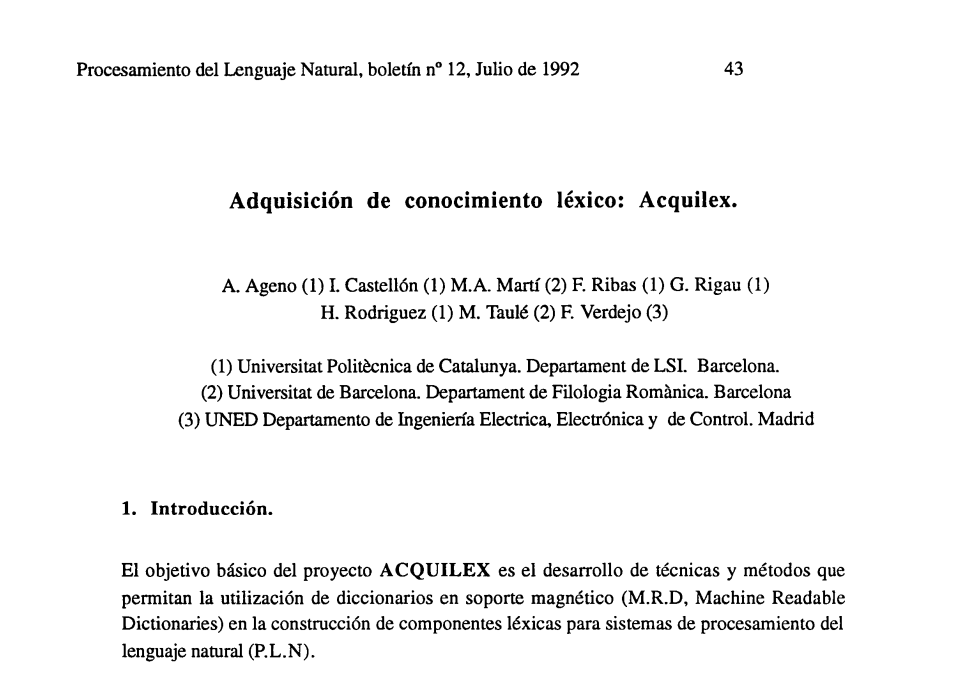 Procesamiento del Lenguaje Natural, boletín nº 12, Julio de 1992 43
Adquisición de conocimiento léxico: Acquilex.
A. Ageno (1) I. Castellón (1) M.A. Martí (2) F. Ribas (1) G. Rigau (1)
H. Rodriguez (1) M. Taulé (2) F. Verdejo (3)
(1) Universitat Politècnica de Catalunya. Departament de LSI. Barcelona.
(2) Universitat de Barcelona. Departament de Filologia Romànica. Barcelona
(3) UNED Departamento de Ingeniería Electrica, Electrónica y de Control. Madrid
1. Introducción.
El objetivo básico del proyecto ACQUILEX es el desarrollo de técnicas y métodos que
permitan la utilización de diccionarios en soporte magnético (M.R.D, Machine Readable
Dictionaries) en la construcción de componentes léxicas para sistemas de procesamiento del
lenguaje natural (P.L.N).